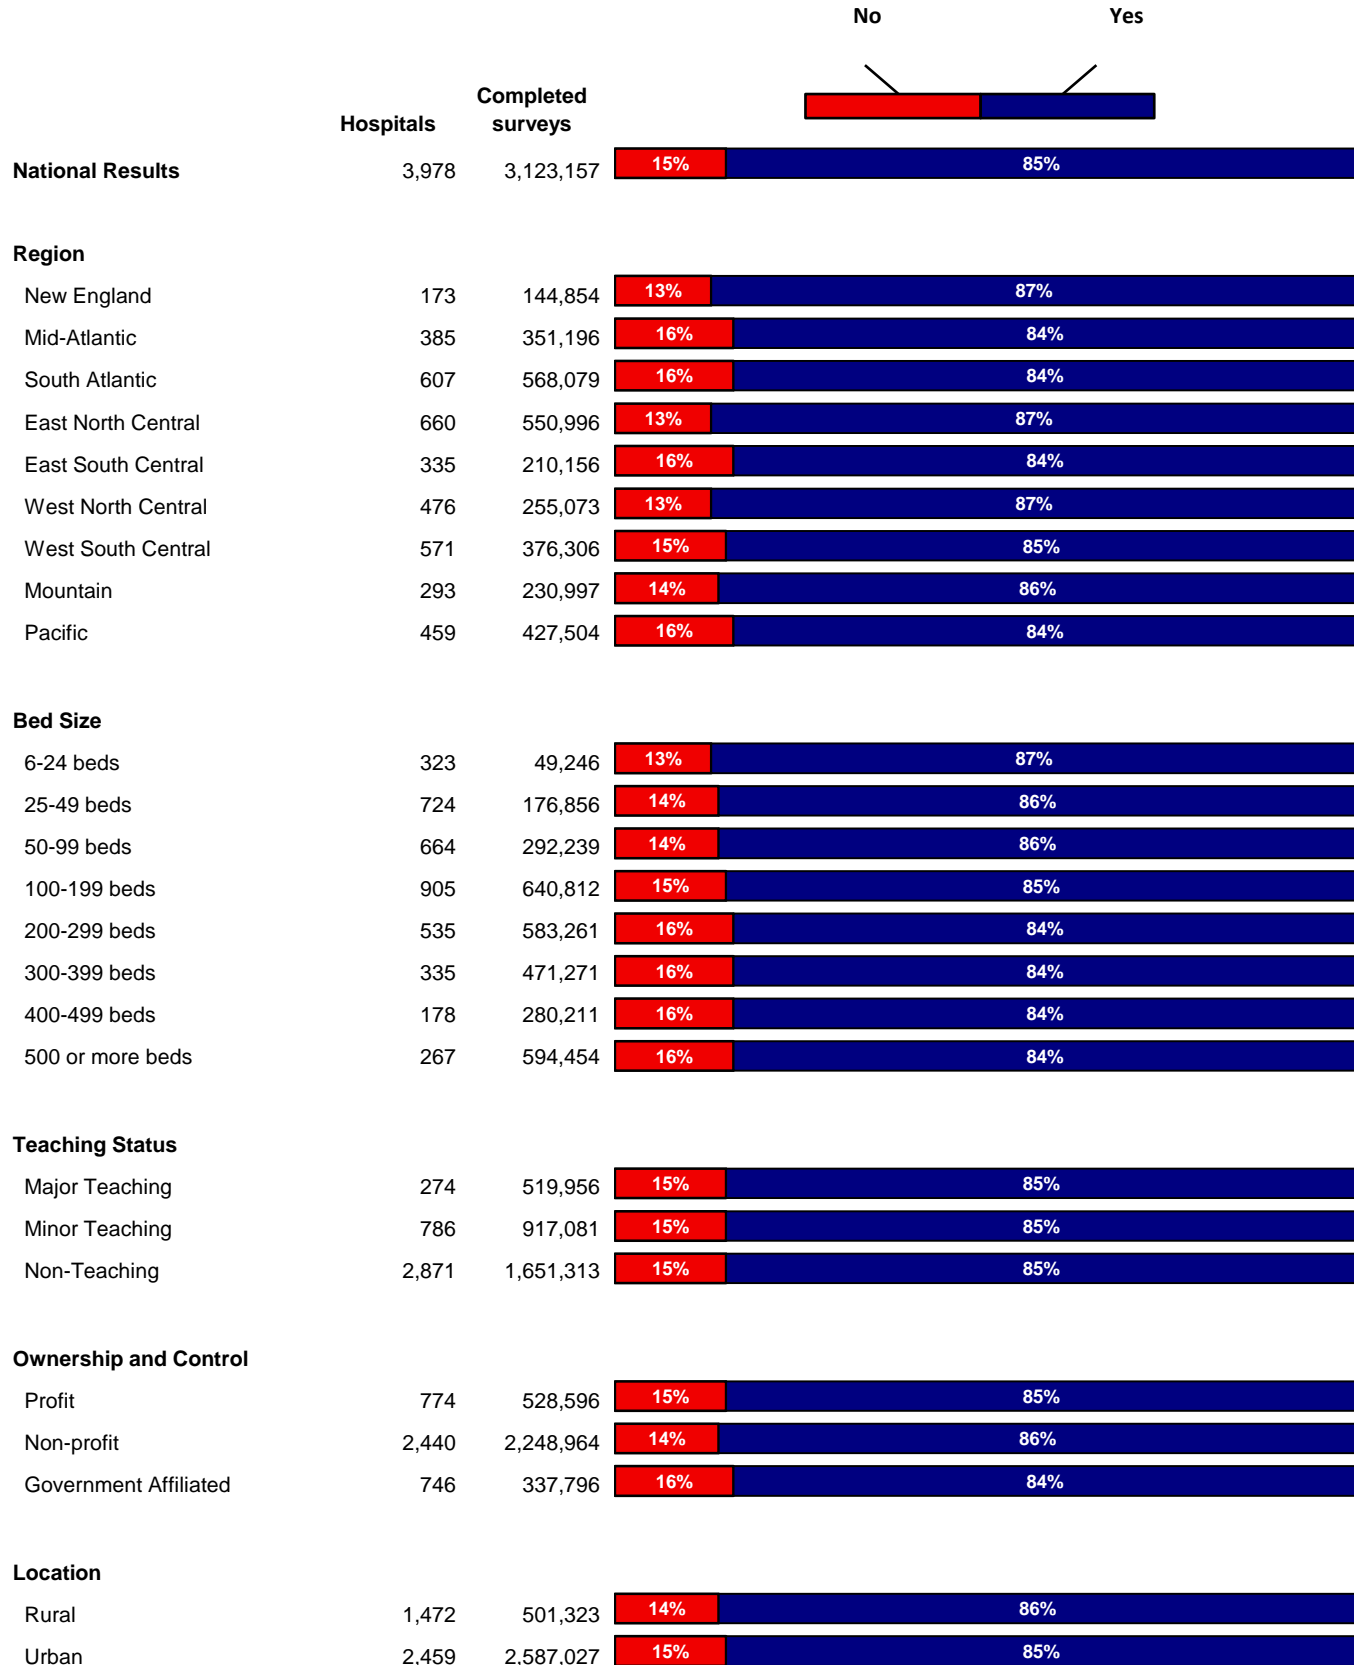 No Yes
Completed
Hospitals surveys
National Results 3,978 3,123,157 15% 85%
Region
New England 173 144,854 13% 87%
Mid-Atlantic 385 351,196 16% 84%
South Atlantic 607 568,079 16% 84%
East North Central 660 550,996 13% 87%
East South Central 335 210,156 16% 84%
West North Central 476 255,073 13% 87%
West South Central 571 376,306 15% 85%
Mountain 293 230,997 14% 86%
Pacific 459 427,504 16% 84%
Bed Size
6-24 beds 323 49,246 13% 87%
25-49 beds 724 176,856 14% 86%
50-99 beds 664 292,239 14% 86%
100-199 beds 905 640,812 15% 85%
200-299 beds 535 583,261 16% 84%
300-399 beds 335 471,271 16% 84%
400-499 beds 178 280,211 16% 84%
500 or more beds 267 594,454 16% 84%
Teaching Status
Major Teaching 274 519,956 15% 85%
Minor Teaching 786 917,081 15% 85%
Non-Teaching 2,871 1,651,313 15% 85%
Ownership and Control
Profit 774 528,596 15% 85%
Non-profit 2,440 2,248,964 14% 86%
Government Affiliated 746 337,796 16% 84%
Location
Rural 1,472 501,323 14% 86%
Urban 2,459 2,587,027 15% 85%